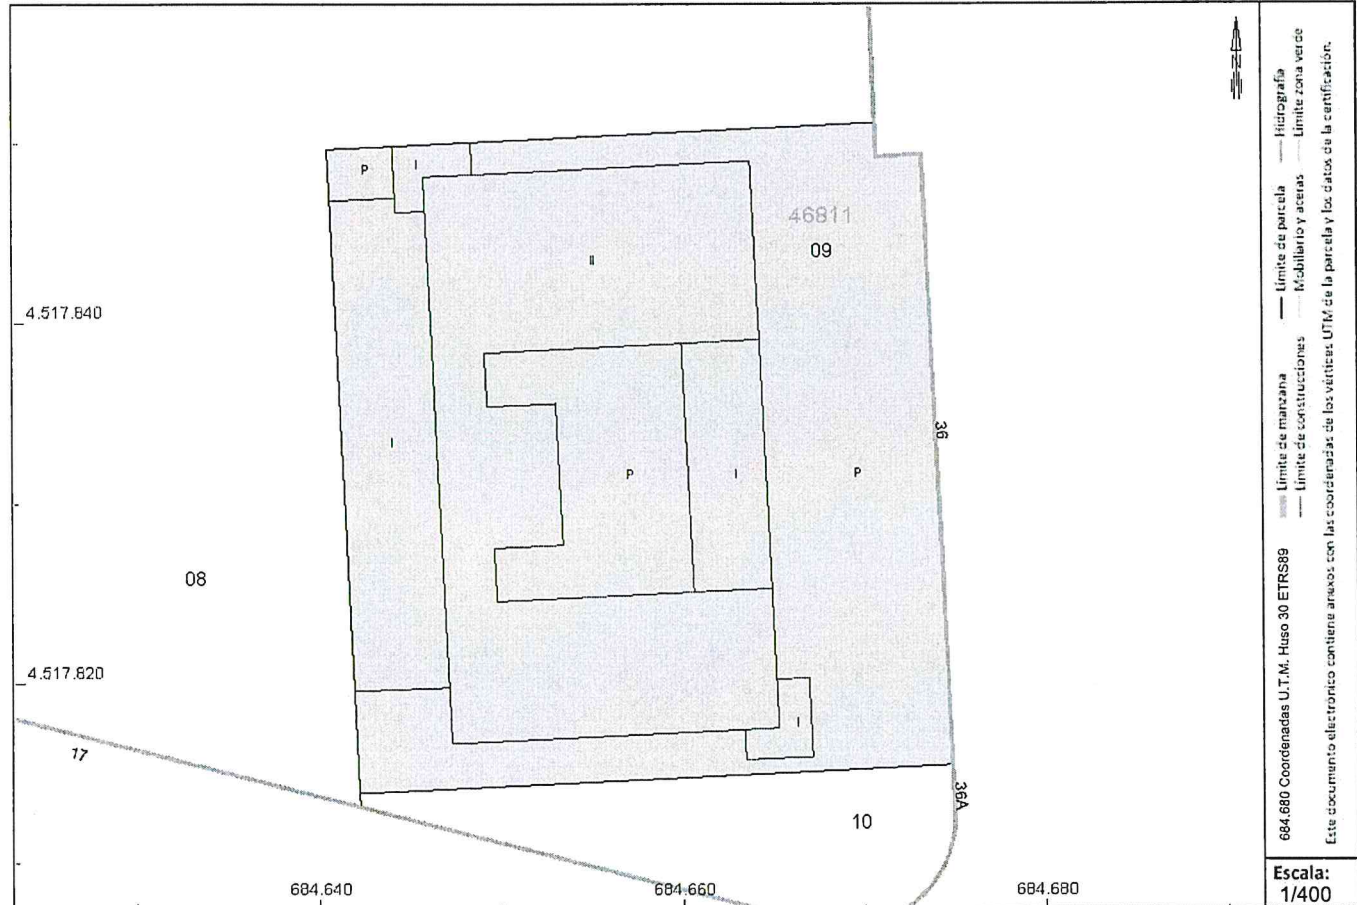 P
I
46811
09
II
4.517.840
36
I
P
I
P
08
4.517.820
I
17
36A
10
684.640
684.660
684.680
N
Límite de manzana
Límite de parcela
Hidrografía
Límite de construcciones
Mobiliario y aceras
Límite zona verde
684.680 Coordenadas U.T.M. Huso 30 ETRS89
Este documento electrónico contiene anexos con las coordenadas de los vértices UTM de la parcela y los datos de la certificación.
Escala:
1/400